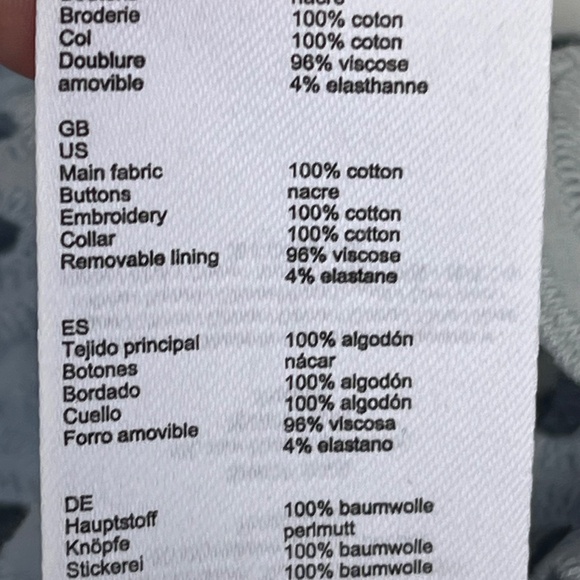 Broderie 100% coton
Col 100% coton
Doublure 96% viscose
amovible 4% elasthanne
GB
US
Main fabric 100% cotton
Buttons nacre
Embroidery 100% cotton
Collar 100% cotton
Removable lining 96% viscose
4% elastane
ES
Tejido principal 100% algodón
Botones nácar
Bordado 100% algodón
Cuello 100% algodón
Forro amovible 96% viscosa
4% elastano
DE
Hauptstoff 100% baumwolle
Knöpfe perlmutt
Stickerei 100% baumwolle
100% baumwolle